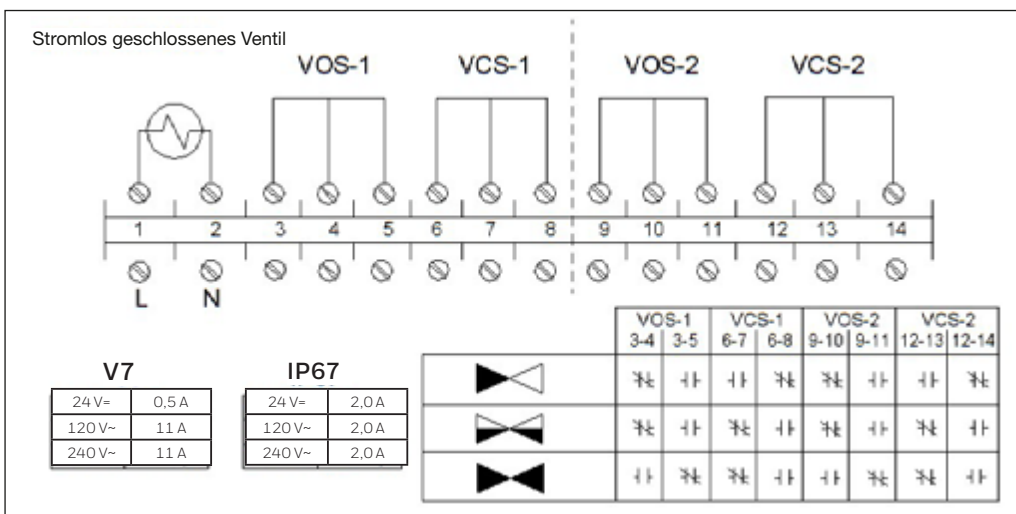 Stromlos geschlossenes Ventil
VOS-1 VCS-1 VOS-2 VCS-2
1 2 3 4 5 6 7 8 9 10 11 12 13 14
L N
VOS-1 VCS-1 VOS-2 VCS-2
3-4 3-5 6-7 6-8 9-10 9-11 12-13 12-14
V7
24 V= 0,5 A
120 V~ 11 A
240 V~ 11 A
IP67
24 V= 2,0 A
120 V~ 2,0 A
240 V~ 2,0 A